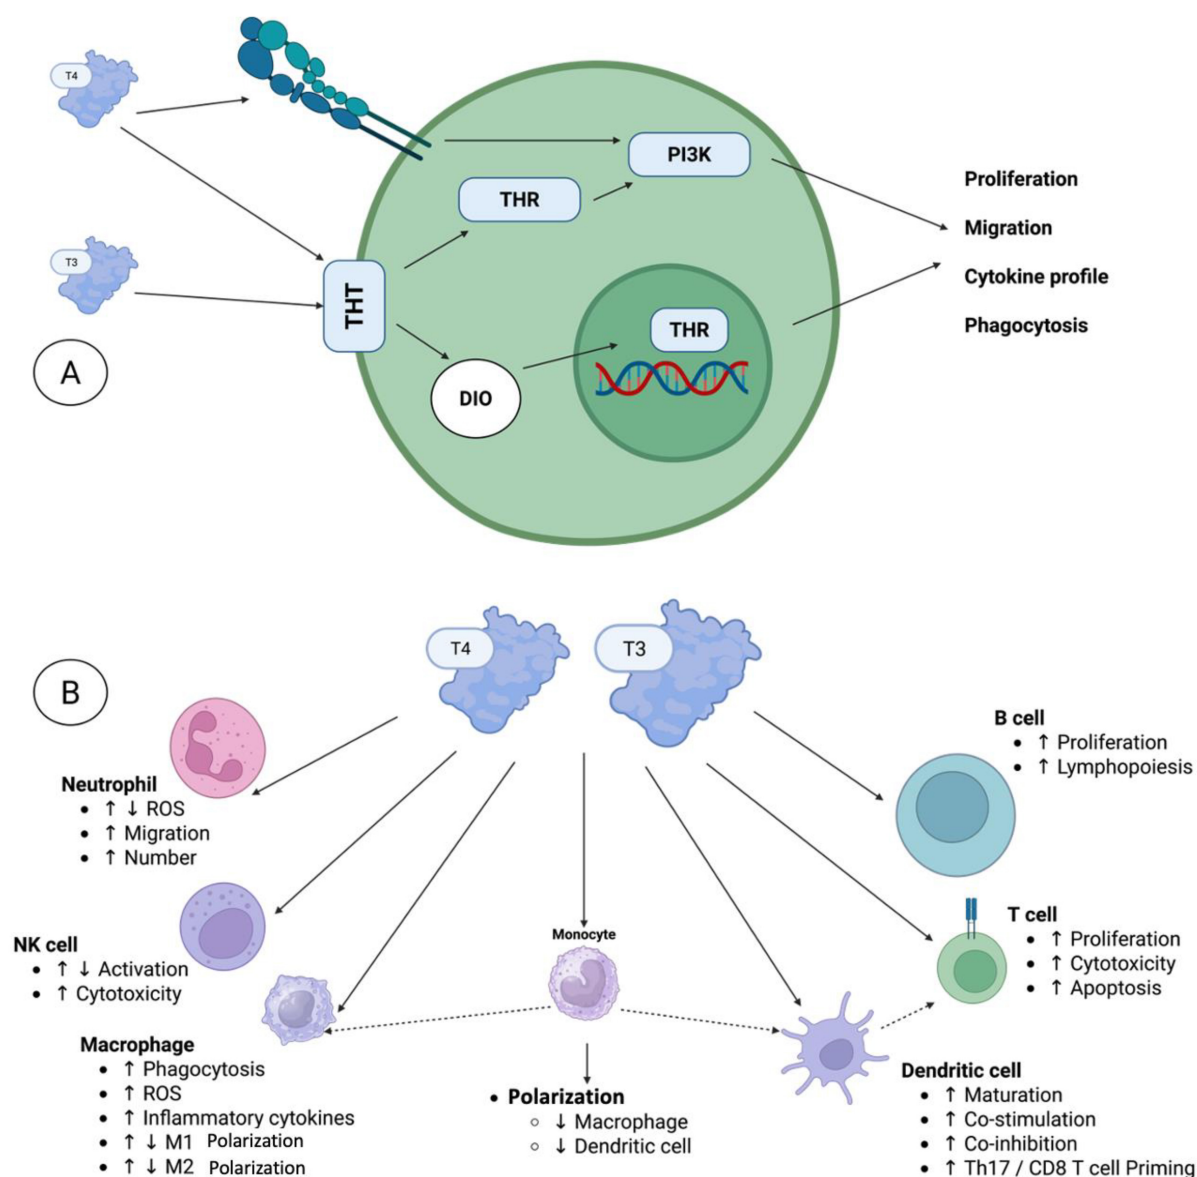 T4
PI3K
THR
Proliferation
Migration
Cytokine profile
Phagocytosis
T3
THT
THR
A
DIO
T4
T3
B
Neutrophil
• ↑ ↓ ROS
• ↑ Migration
• ↑ Number
B cell
• ↑ Proliferation
• ↑ Lymphopoiesis
NK cell
• ↑ ↓ Activation
• ↑ Cytotoxicity
Monocyte
T cell
• ↑ Proliferation
• ↑ Cytotoxicity
• ↑ Apoptosis
Macrophage
• ↑ Phagocytosis
• ↑ ROS
• ↑ Inflammatory cytokines
• ↑ ↓ M1 Polarization
• ↑ ↓ M2 Polarization
• Polarization
○ ↓ Macrophage
○ ↓ Dendritic cell
Dendritic cell
• ↑ Maturation
• ↑ Co-stimulation
• ↑ Co-inhibition
• ↑ Th17 / CD8 T cell Priming